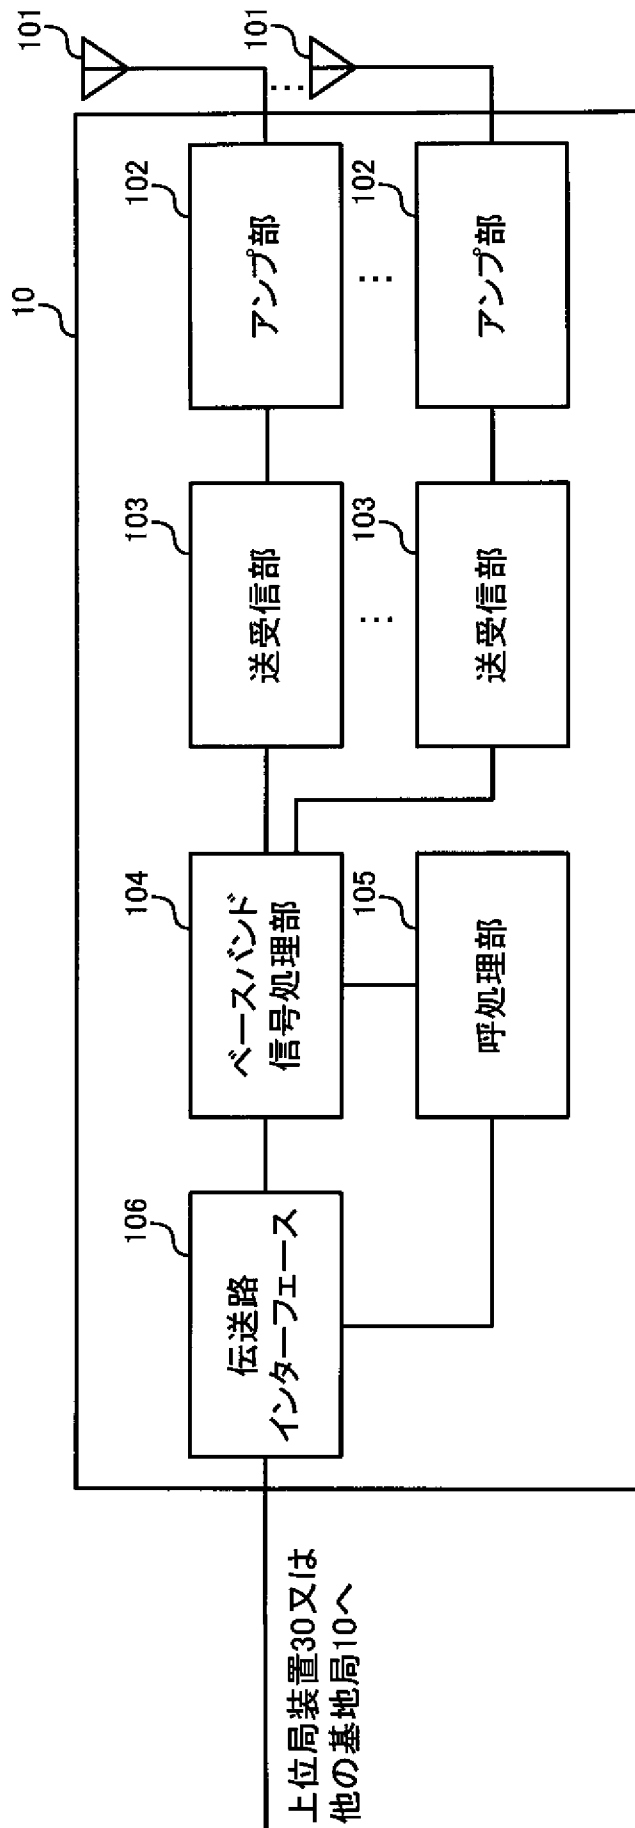 10
101
101
102
アンプ部
102
アンプ部
103
送受信部
103
送受信部
104
ベースバンド
信号処理部
105
呼処理部
106
伝送路
インターフェース
上位局装置30又は
他の基地局10へ